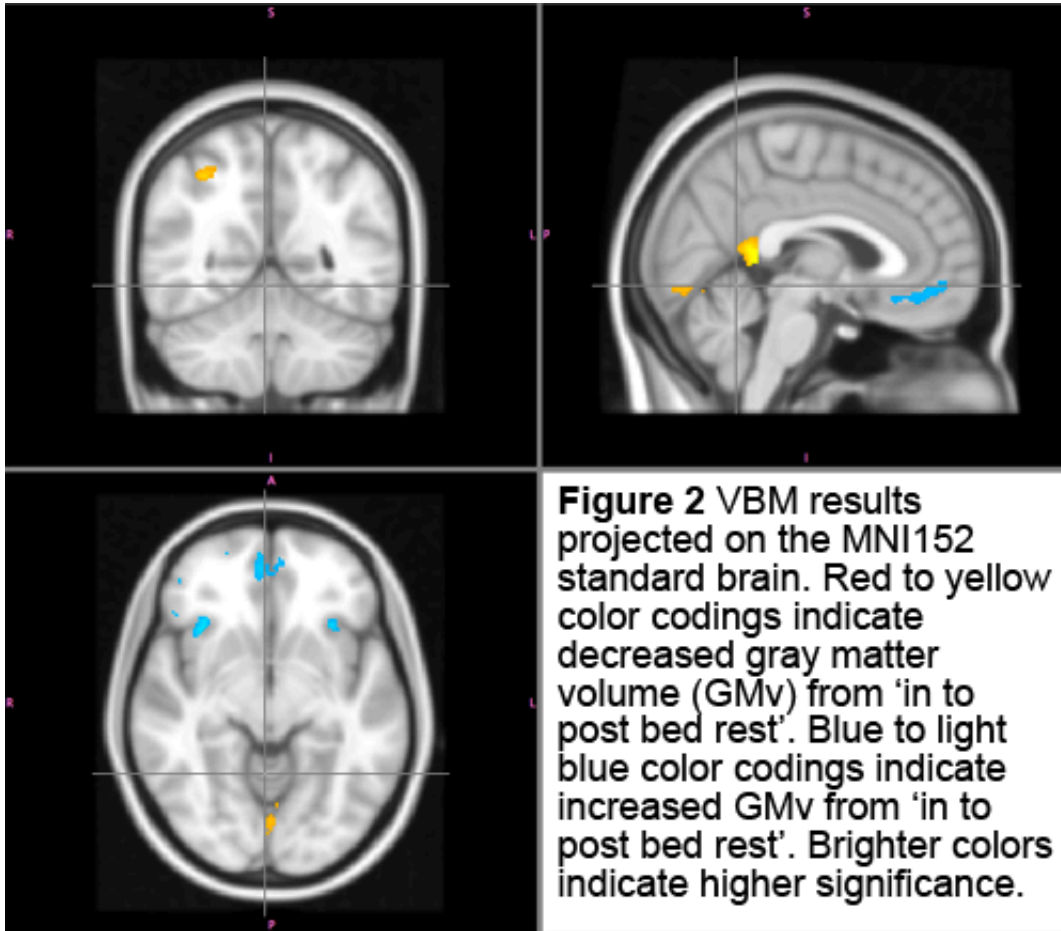 S
S
R
L
P
I
I
A
R
L
P
Figure 2 VBM results
projected on the MNI152
standard brain. Red to yellow
color codings indicate
decreased gray matter
volume (GMv) from ‘in to
post bed rest’. Blue to light
blue color codings indicate
increased GMv from ‘in to
post bed rest’. Brighter colors
indicate higher significance.